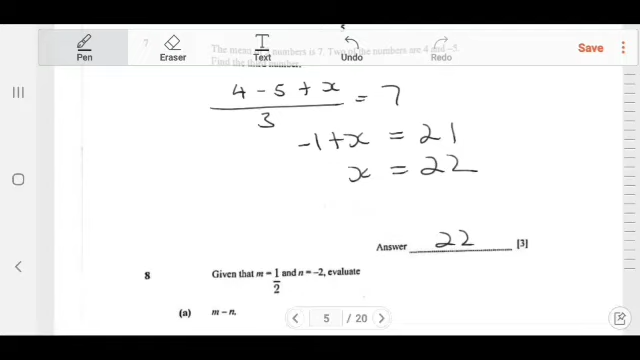 Save
Pen
Eraser
Text
Undo
Redo
7
The mean numbers is 7. Two of the numbers are 4 and -5.
Find the third number.
4 - 5 + x
3
= 7
-1 + x = 21
x = 22
Answer 22 [3]
8 Given that m = 1/2 and n = -2, evaluate
(a) m - n.
5 / 20